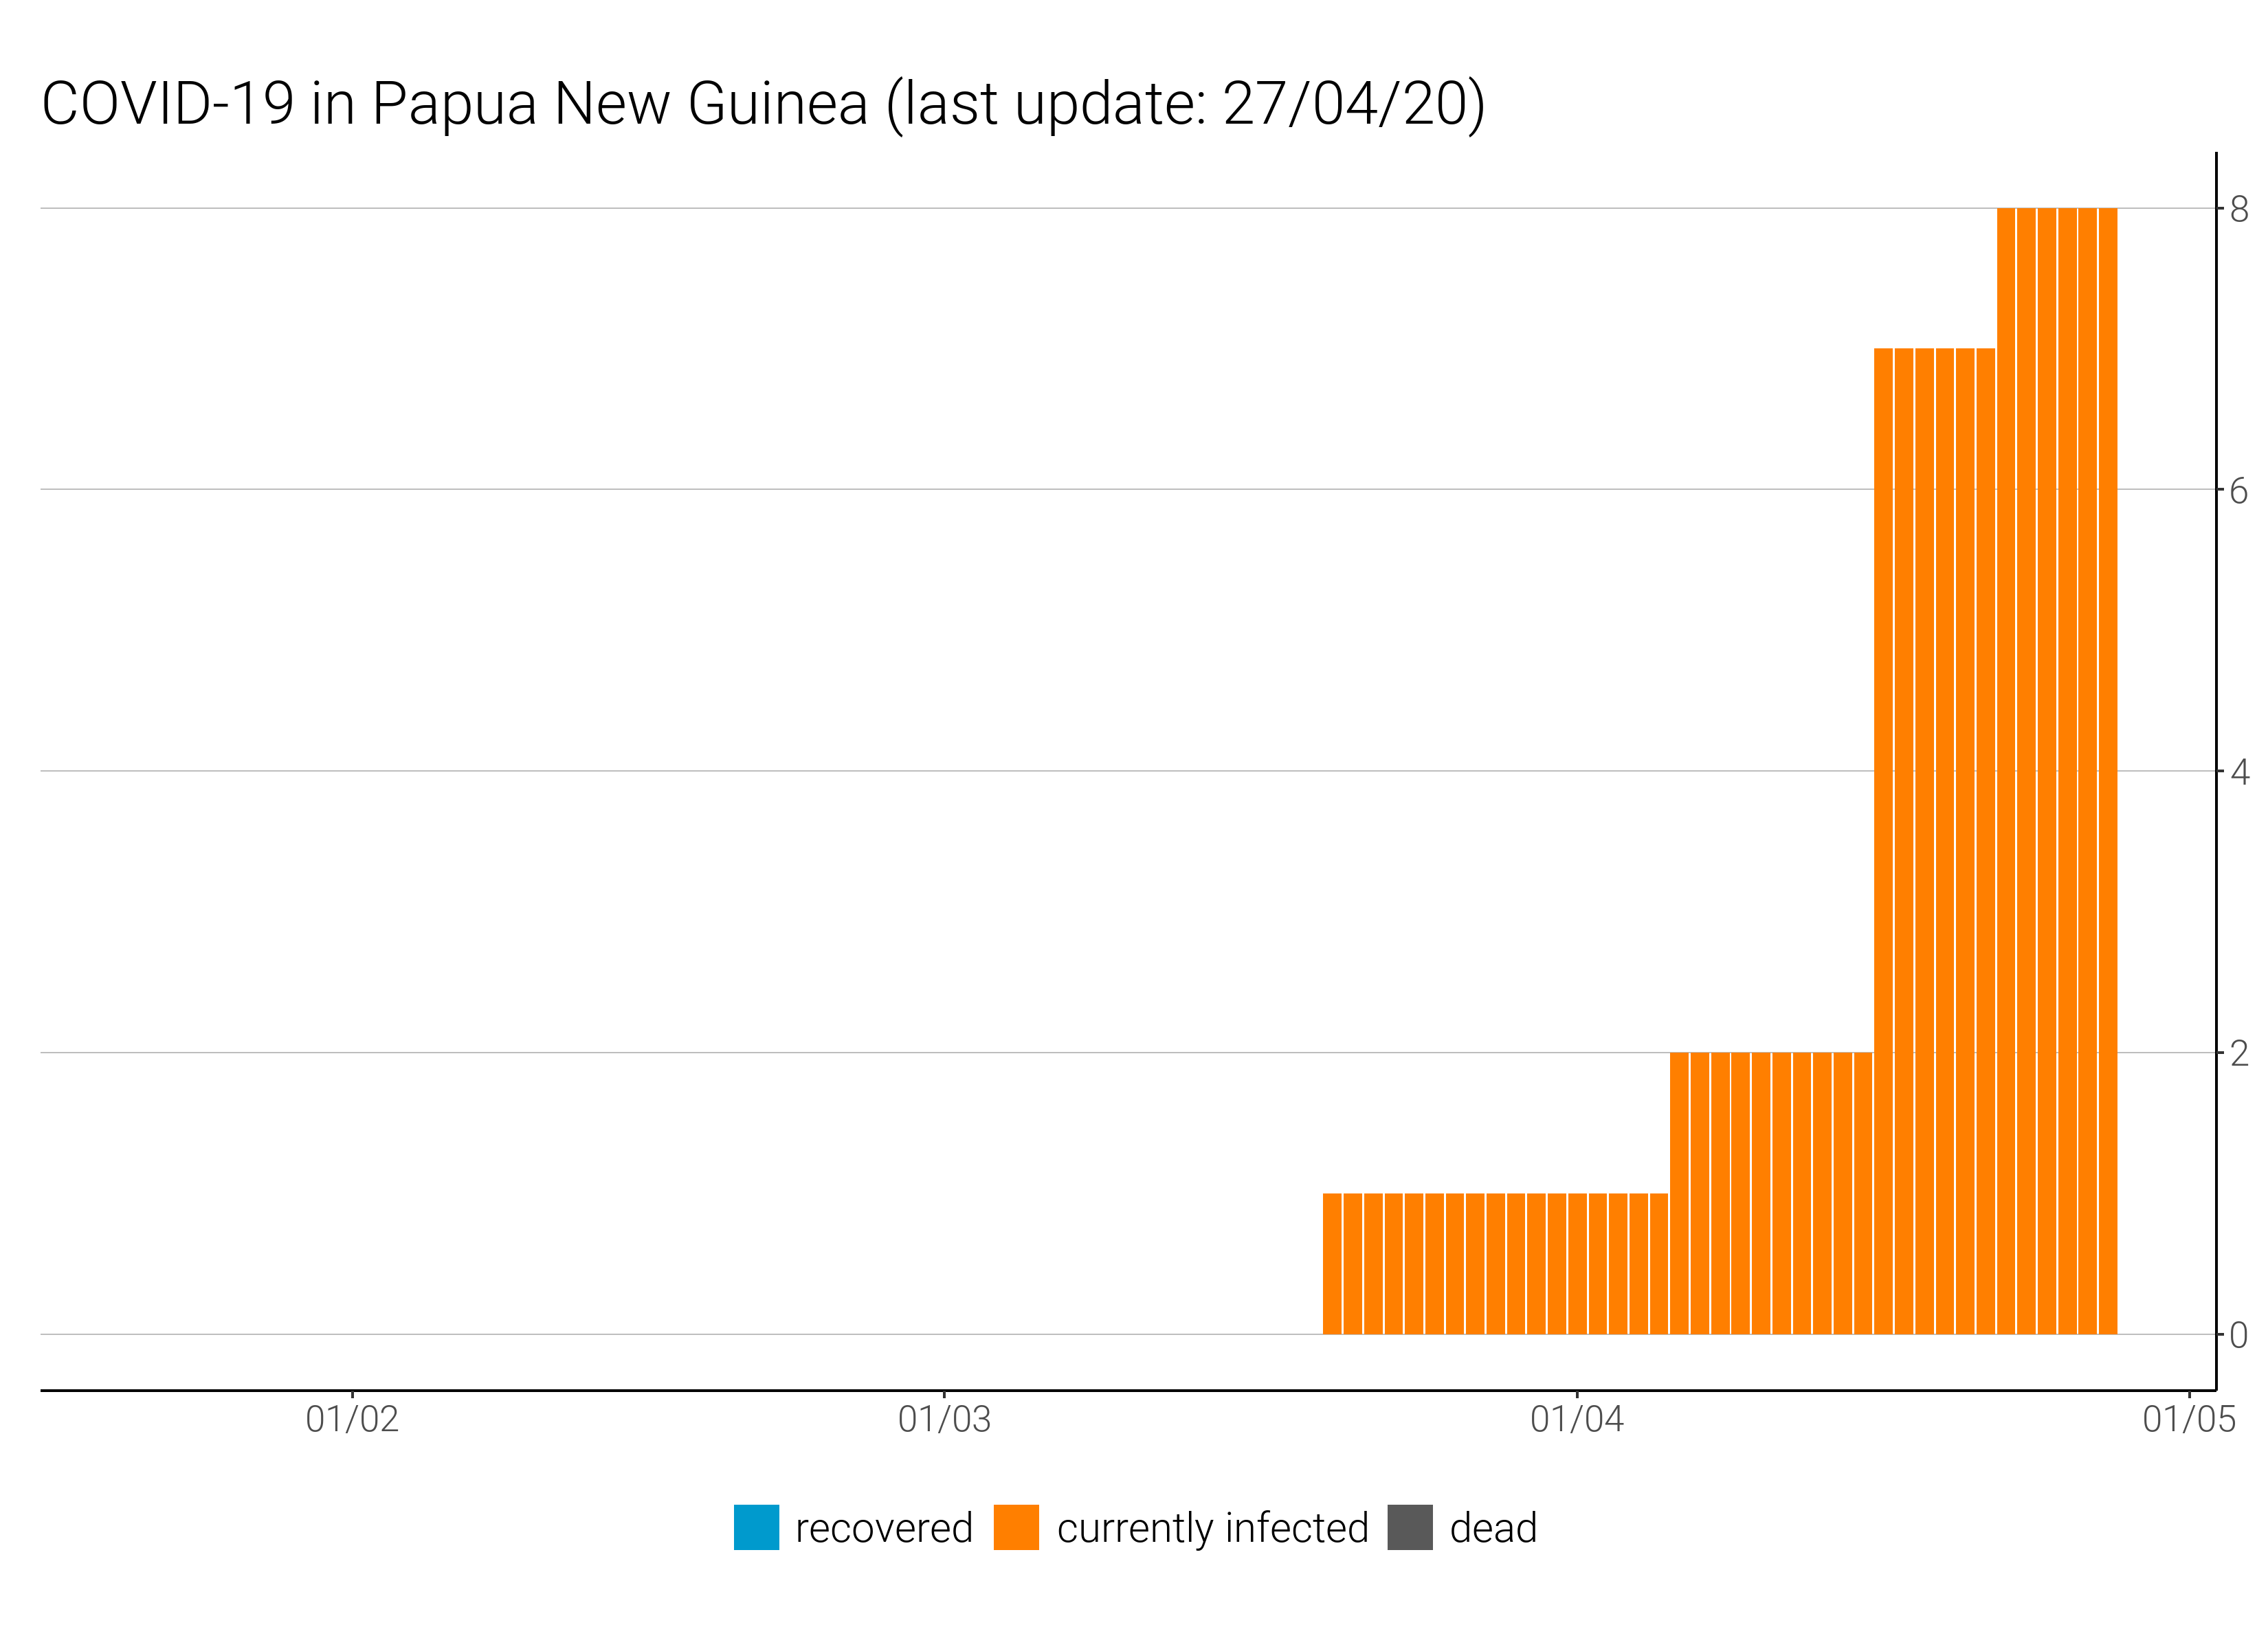 COVID-19 in Papua New Guinea (last update: 27/04/20)
8
6
4
2
0
01/02 01/03 01/04 01/05
recovered currently infected dead